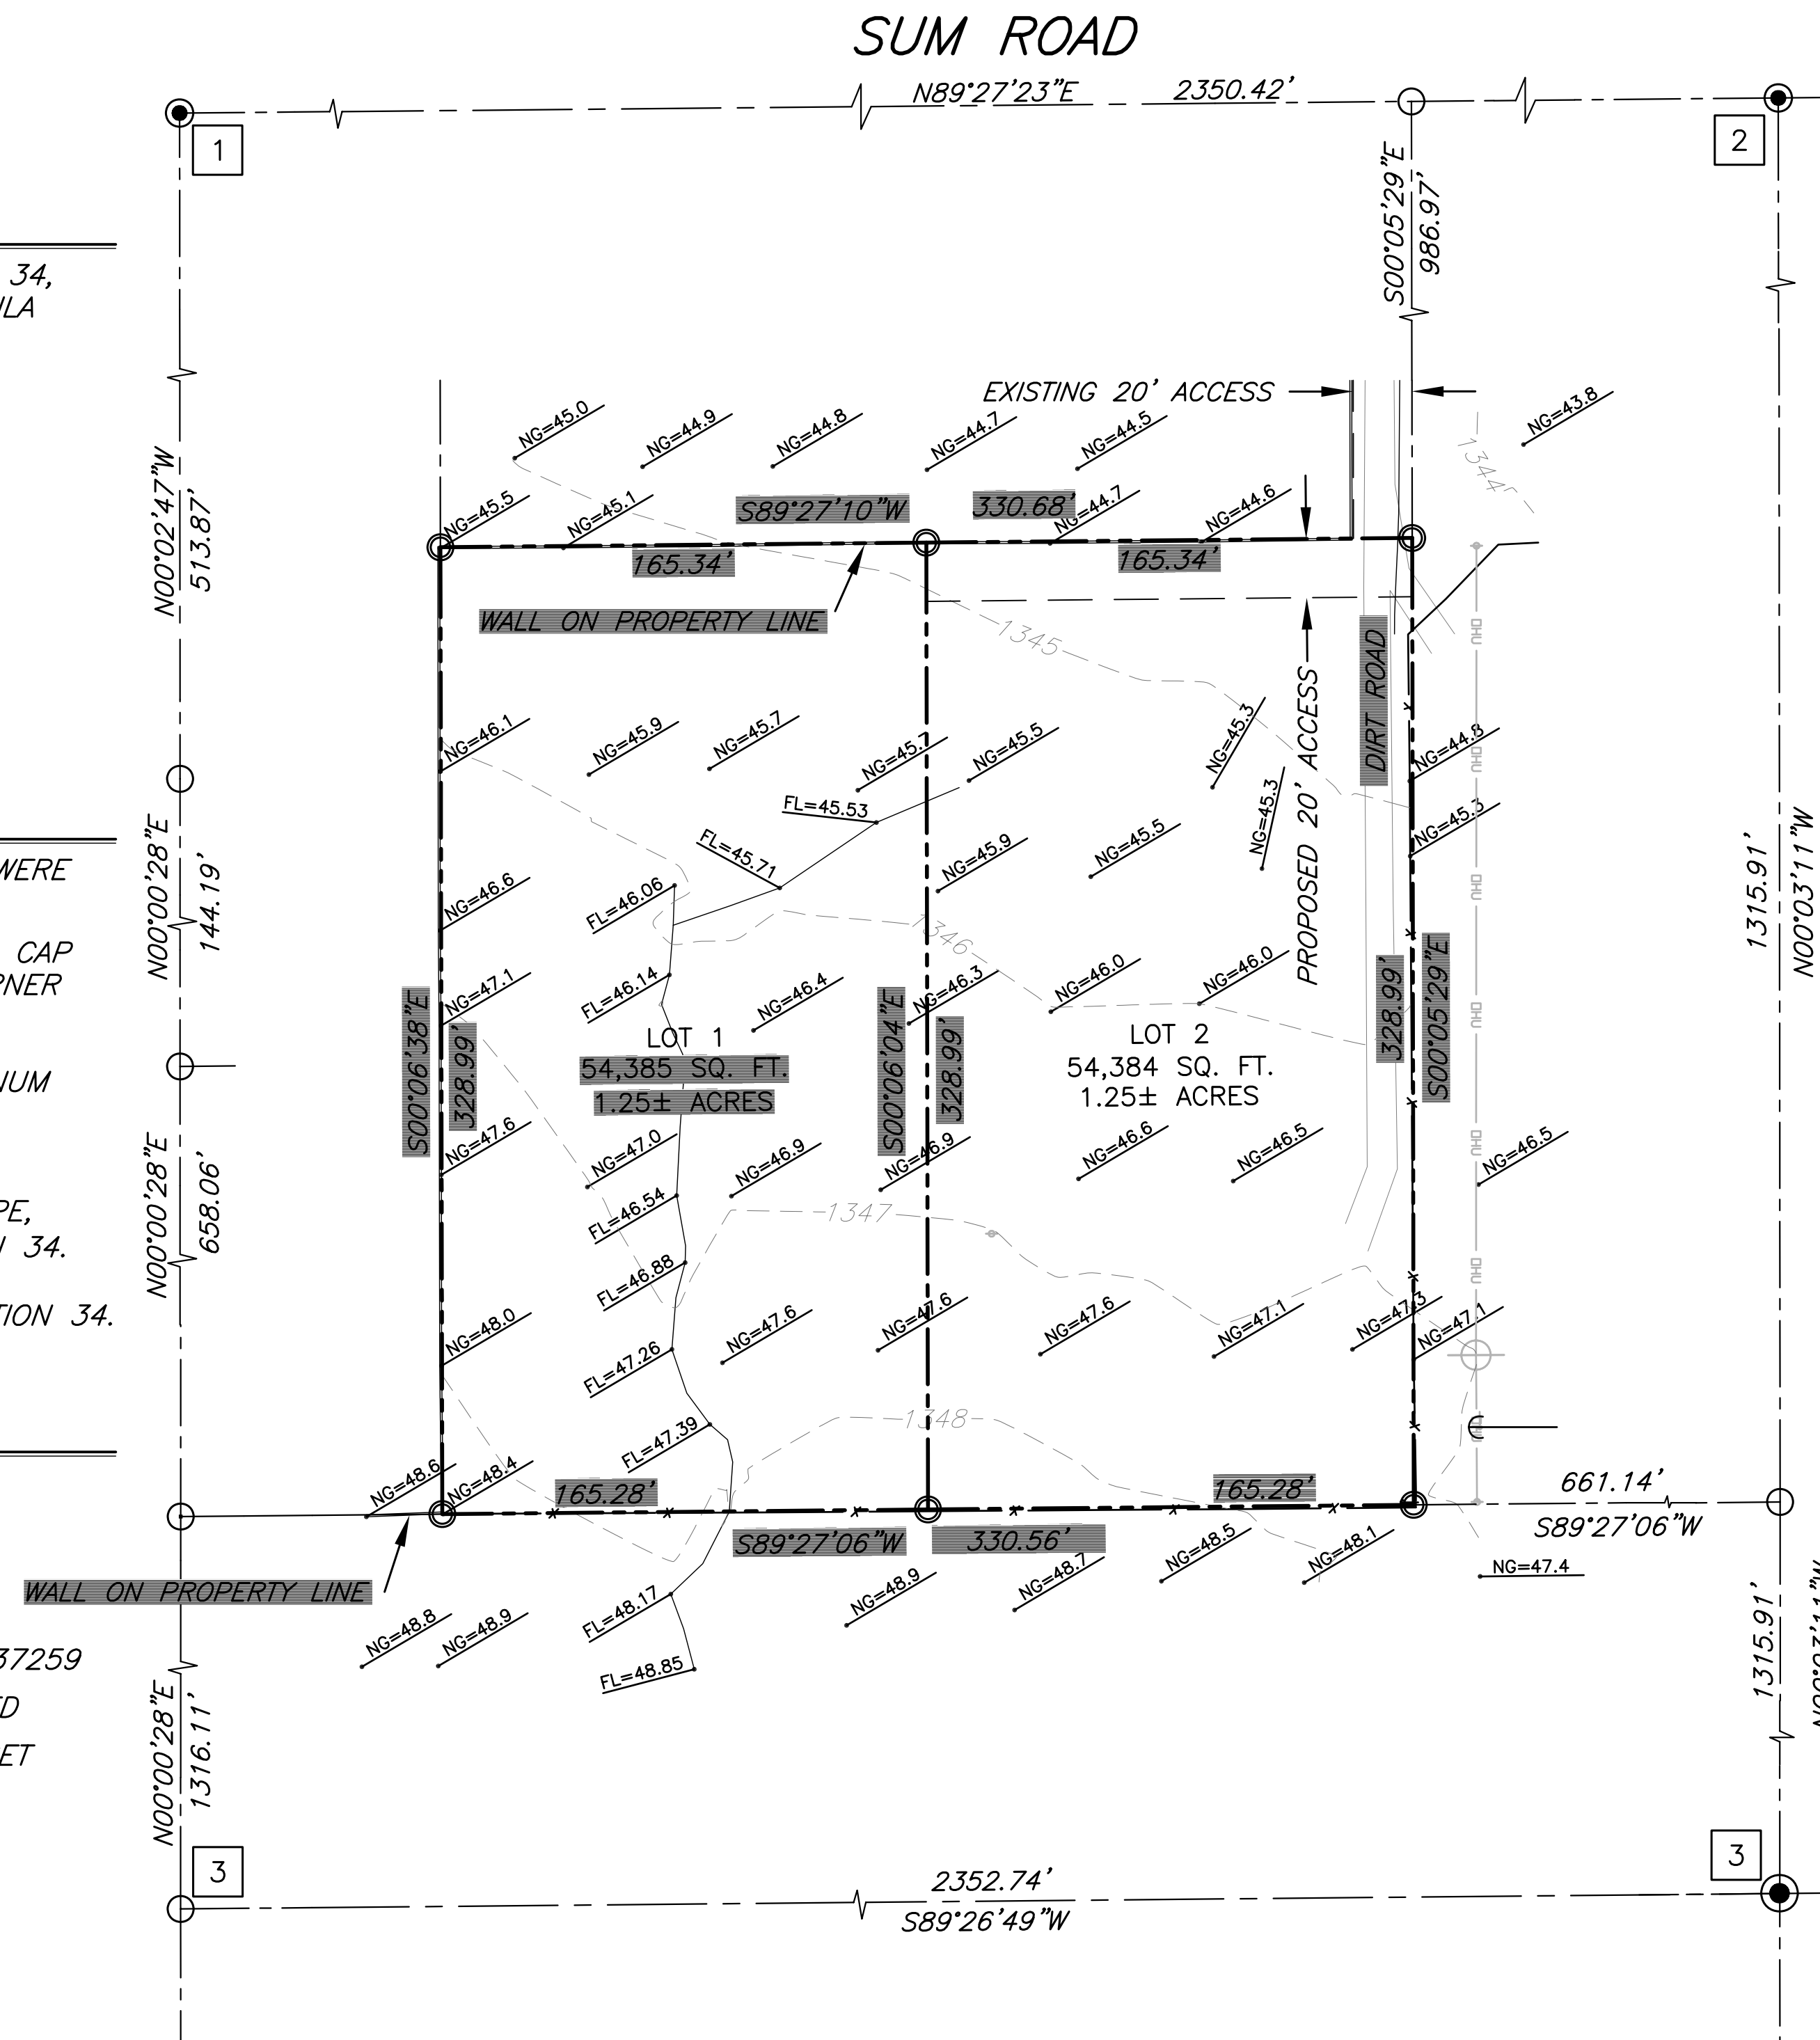 SUM ROAD
N89°27'23"E 2350.42'
1
2
S00°05'29"E
986.97'
34,
EXISTING 20' ACCESS
NG=45.0
NG=44.9
NG=44.8
NG=44.7
NG=44.5
NG=43.8
1344
N00°02'47"W
513.87'
NG=45.5
NG=45.1
S89°27'10"W 330.68'
NG=44.7
NG=44.6
165.34'
165.34'
WALL ON PROPERTY LINE
1345
DIRT ROAD
PROPOSED 20' ACCESS
OHU
NG=46.1
NG=45.9
NG=45.7
NG=45.7
NG=45.5
NG=45.3
NG=44.8
OHU
FL=45.53
FL=45.71
NG=45.3
NG=45.3
N00°00'28"E
144.19'
WERE
1315.91'
N00°03'11"W
NG=46.6
FL=46.06
NG=45.9
NG=45.5
OHU
1346
CAP
NG=47.1
FL=46.14
NG=46.4
NG=46.3
NG=46.0
NG=46.0
OHU
S00°06'38"E
328.99'
LOT 1
54,385 SQ. FT.
1.25± ACRES
S00°06'04"E
328.99'
LOT 2
54,384 SQ. FT.
1.25± ACRES
328.99'
S00°05'29"E
NG=47.6
NG=47.0
NG=46.9
NG=46.9
NG=46.6
NG=46.5
NG=46.5
OHU
N00°00'28"E
658.06'
34.
FL=46.54
1347
FL=46.88
OHU
34.
NG=48.0
FL=47.26
NG=47.6
NG=47.6
NG=47.6
NG=47.1
NG=47.3
NG=47.1
1348
FL=47.39
OHU
NG=48.6
NG=48.4
165.28'
165.28'
661.14'
S89°27'06"W
S89°27'06"W 330.56'
NG=48.5
NG=48.1
NG=47.4
WALL ON PROPERTY LINE
NG=48.9
NG=48.7
NG=48.8
NG=48.9
FL=48.17
FL=48.85
37259
N00°00'28"E
1316.11'
1315.91'
3
3
2352.74'
S89°26'49"W